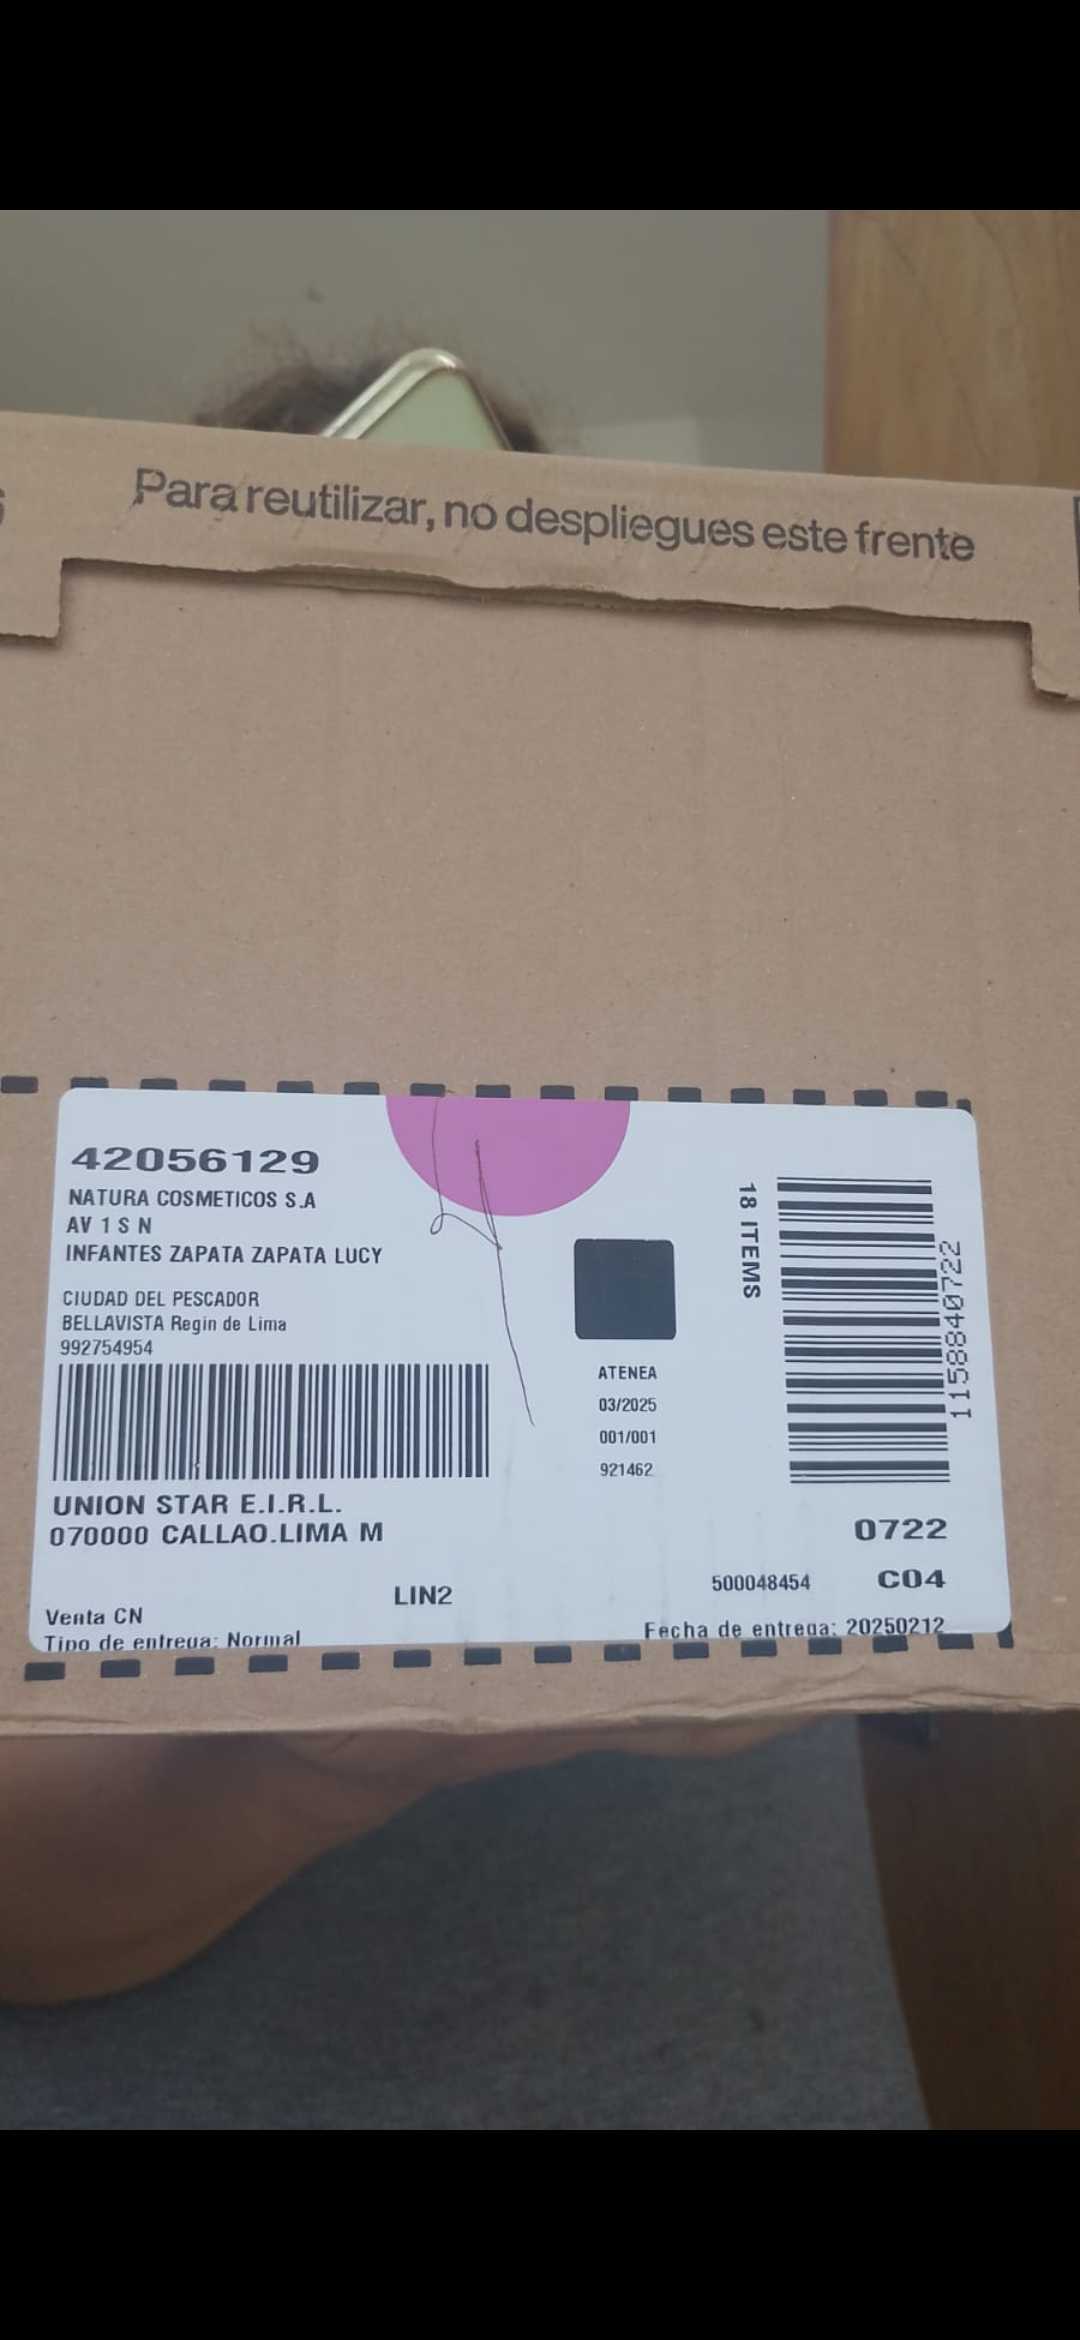 Para reutilizar, no despliegues este frente
42056129
NATURA COSMETICOS S.A
AV 1 S N
INFANTES ZAPATA ZAPATA LUCY
CIUDAD DEL PESCADOR
BELLAVISTA Regin de Lima
992754954
UNION STAR E.I.R.L.
070000 CALLAO.LIMA M
LIN2
Venta CN
Tipo de entrega: Normal
ATENEA
03/2025
001/001
921462
18 ITEMS
11588840722
0722
500048454 C04
Fecha de entrega: 20250212